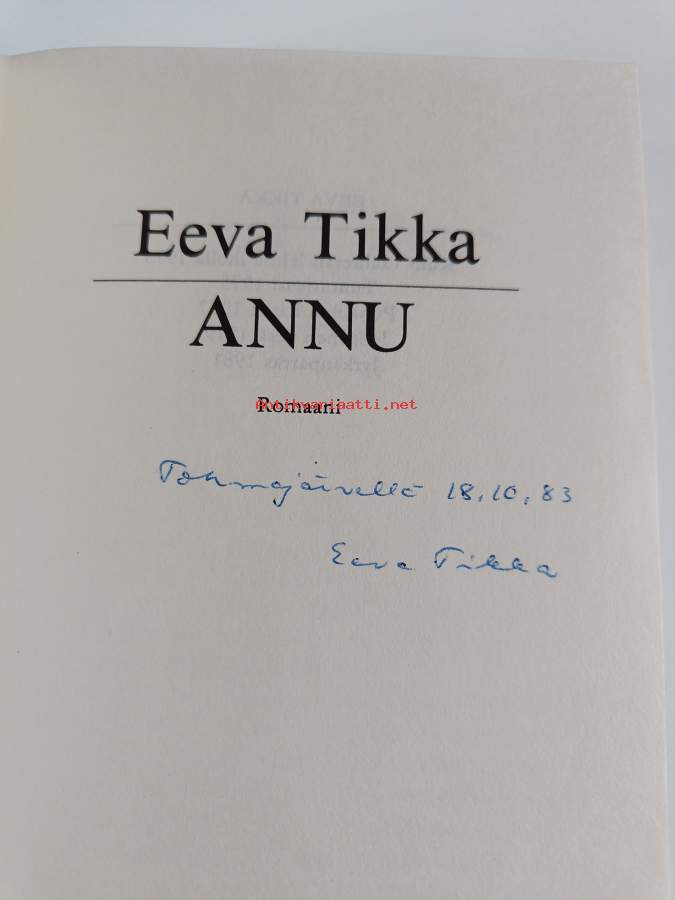 Eeva Tikka
ANNU
Romaani
antikvariaatti.net
Tohmajärvellä 18.10.83
Eeva Tikka